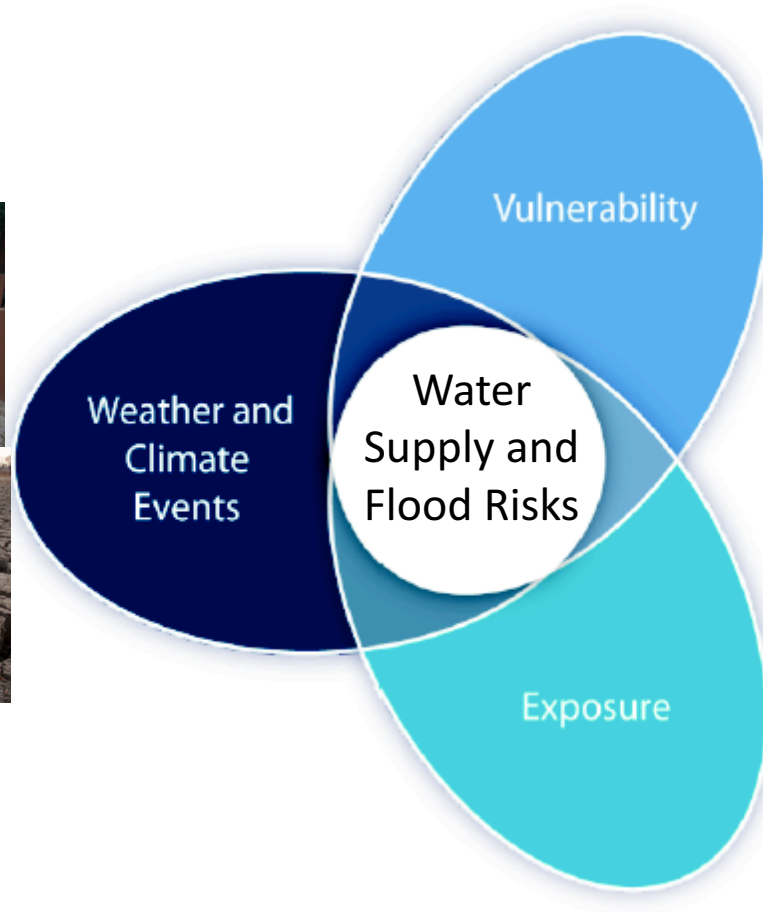 Vulnerability
Weather and
Climate
Events
Water
Supply and
Flood Risks
Exposure